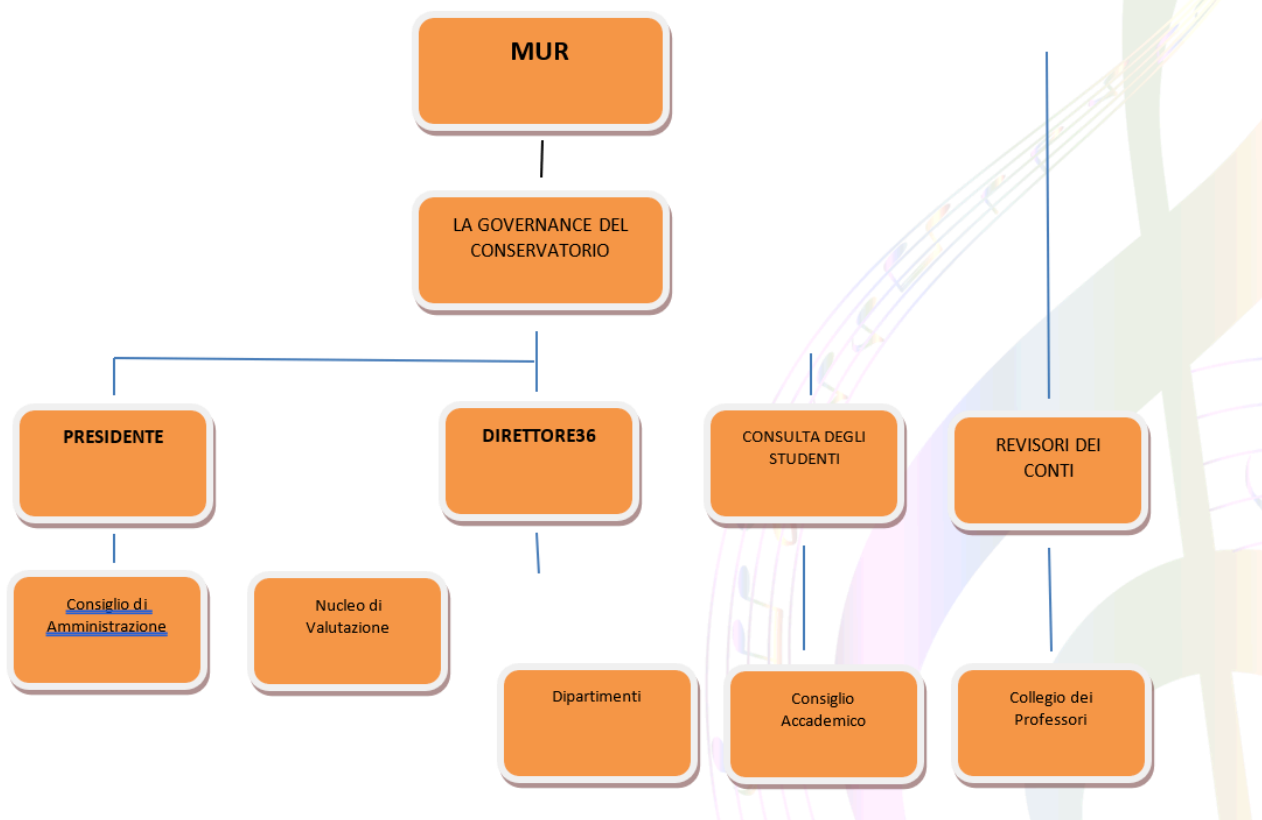 MUR
LA GOVERNANCE DEL
CONSERVATORIO
PRESIDENTE
DIRETTORE36
CONSULTA DEGLI
STUDENTI
REVISORI DEI
CONTI
Consiglio di
Amministrazione
Nucleo di
Valutazione
Dipartimenti
Consiglio
Accademico
Collegio dei
Professori